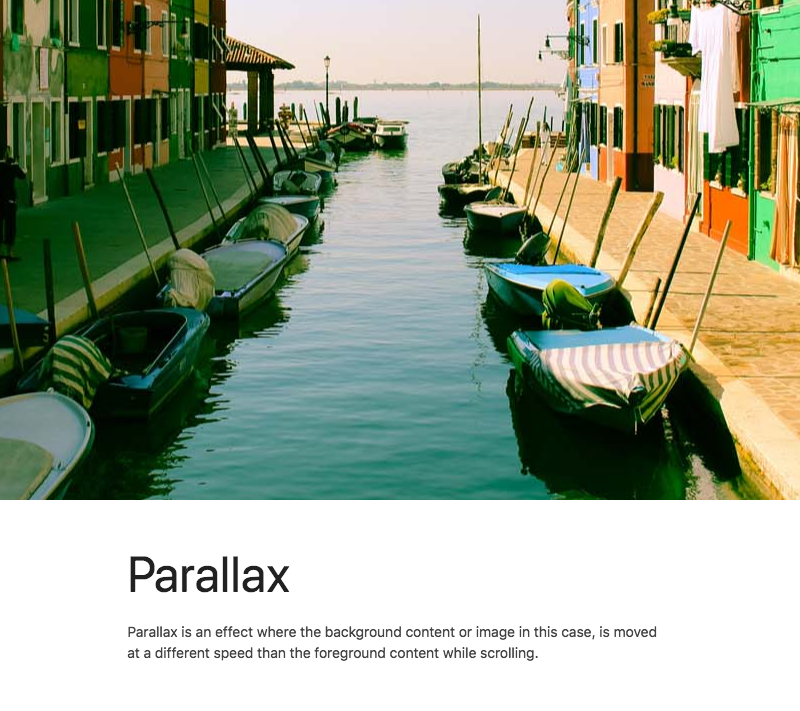 Parallax
Parallax is an effect where the background content or image in this case, is moved
at a different speed than the foreground content while scrolling.